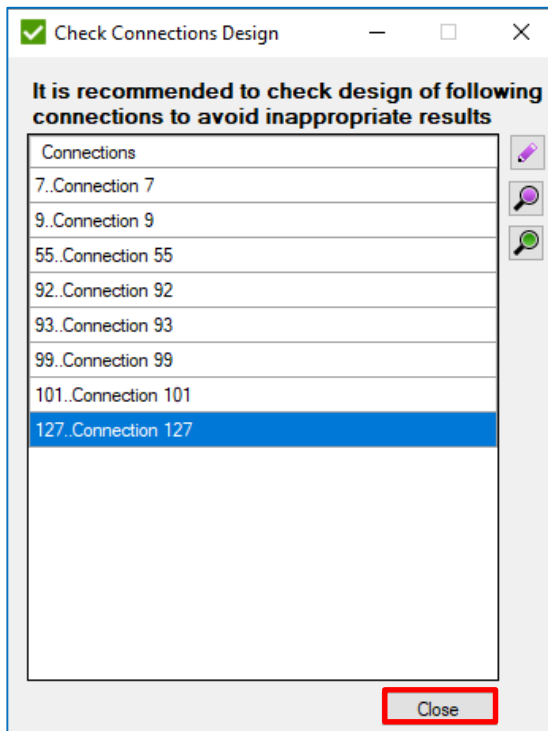 Check Connections Design
It is recommended to check design of following
connections to avoid inappropriate results
Connections
7..Connection 7
9..Connection 9
55..Connection 55
92..Connection 92
93..Connection 93
99..Connection 99
101..Connection 101
127..Connection 127
Close